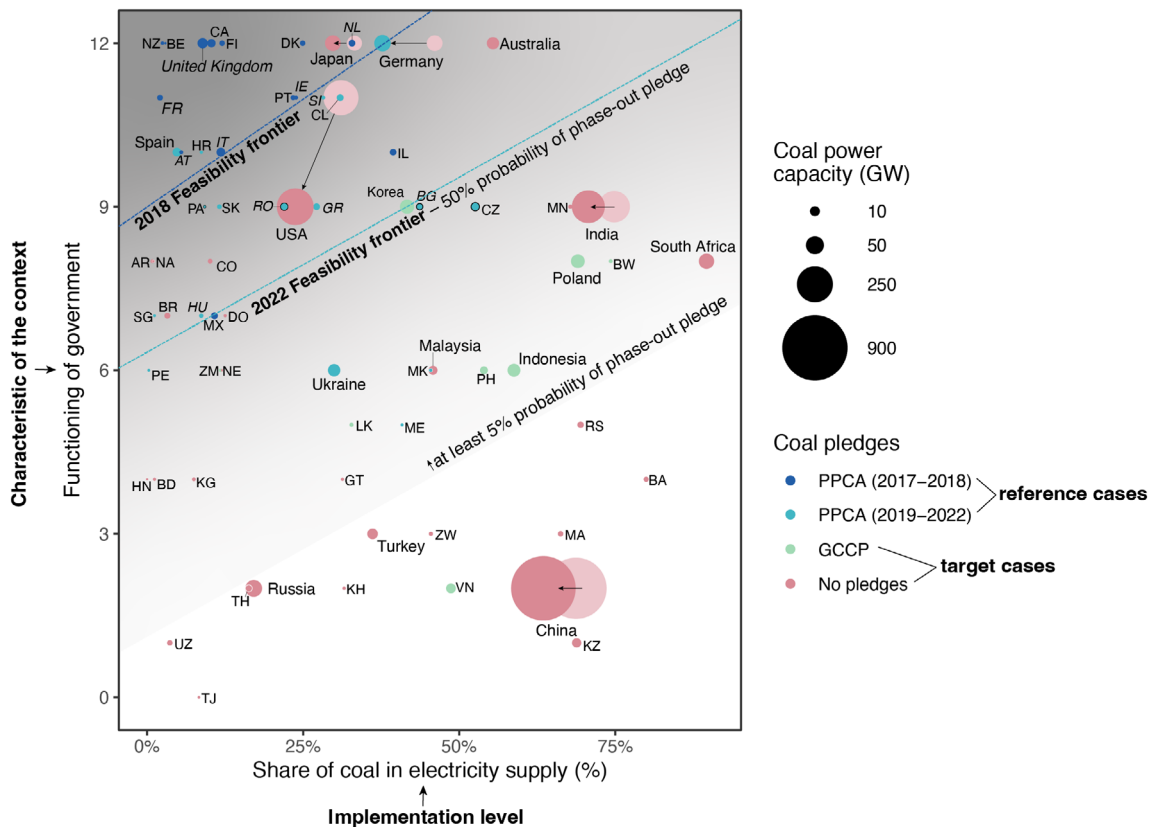 12
9
6
3
0
0%
25%
50%
75%
Share of coal in electricity supply (%)
Implementation level
Functioning of government
Characteristic of the context
NZ
BE
CA
FI
United Kingdom
DK
NL
Japan
Germany
Australia
FR
PT
IE
SI
CL
Spain
AT
HR
IT
IL
2018 Feasibility frontier
PA
SK
RO
USA
GR
Korea
BG
CZ
MN
India
2022 Feasibility frontier – 50% probability of phase-out pledge
AR
NA
CO
Poland
BW
South Africa
SG
BR
HU
MX
DO
PE
ZM
NE
Ukraine
Malaysia
MK
PH
Indonesia
at least 5% probability of phase-out pledge
LK
ME
RS
HN
BD
KG
GT
BA
Turkey
ZW
MA
TH
Russia
KH
VN
China
UZ
KZ
TJ
Coal power
capacity (GW)
10
50
250
900
Coal pledges
PPCA (2017–2018)
PPCA (2019–2022)
reference cases
GCCP
No pledges
target cases